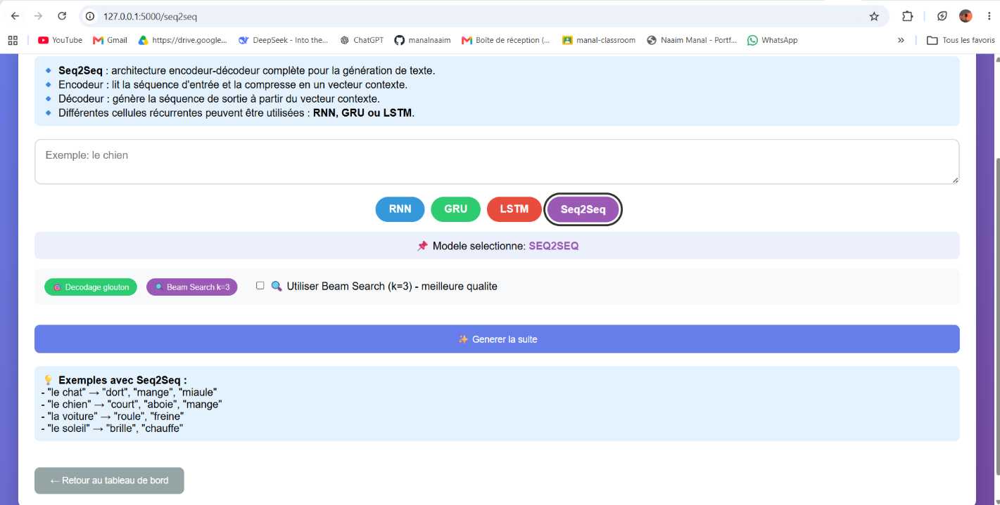 127.0.0.1:5000/seq2seq
YouTube Gmail https://drive.google... DeepSeek - Into the... ChatGPT manalnaaim Boîte de réception (... manal-classroom Naaim Manal - Portf... WhatsApp » Tous les favoris
Seq2Seq : architecture encodeur-décodeur complète pour la génération de texte.
Encodeur : lit la séquence d'entrée et la compresse en un vecteur contexte.
Décodeur : génère la séquence de sortie à partir du vecteur contexte.
Différentes cellules récurrentes peuvent être utilisées : RNN, GRU ou LSTM.
Exemple: le chien
RNN GRU LSTM Seq2Seq
📌 Modele selectionne: SEQ2SEQ
🎯 Decodage glouton 🔍 Beam Search k=3 🔍 Utiliser Beam Search (k=3) - meilleure qualite
✨ Generer la suite
💡 Exemples avec Seq2Seq :
- "le chat" → "dort", "mange", "miaule"
- "le chien" → "court", "aboie", "mange"
- "la voiture" → "roule", "freine"
- "le soleil" → "brille", "chauffe"
← Retour au tableau de bord